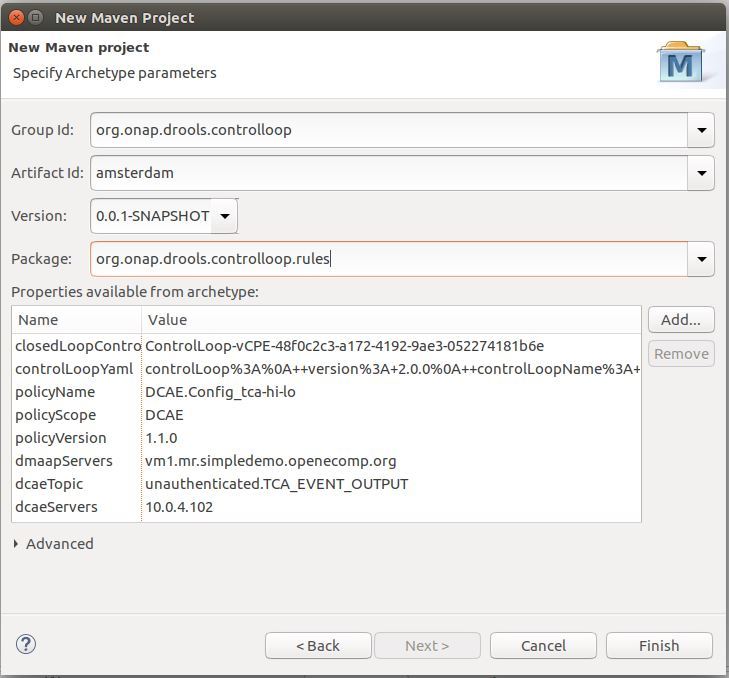 New Maven Project
New Maven project
Specify Archetype parameters
M
Group Id: org.onap.drools.controlloop
Artifact Id: amsterdam
Version: 0.0.1-SNAPSHOT
Package: org.onap.drools.controlloop.rules
Properties available from archetype:
Name Value
Add...
closedLoopContro ControlLoop-vCPE-48f0c2c3-a172-4192-9ae3-052274181b6e
Remove
controlLoopYaml controlLoop%3A%0A++version%3A+2.0.0%0A++controlLoopName%3A+
policyName DCAE.Config_tca-hi-lo
policyScope DCAE
policyVersion 1.1.0
dmaapServers vm1.mr.simpledemo.openecomp.org
dcaeTopic unauthenticated.TCA_EVENT_OUTPUT
dcaeServers 10.0.4.102
Advanced
? < Back Next > Cancel Finish